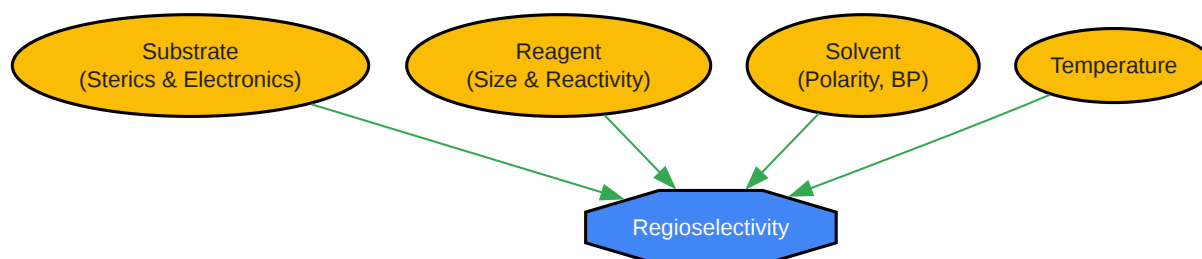 Substrate
(Sterics & Electronics)
Reagent
(Size & Reactivity)
Solvent
(Polarity, BP)
Temperature
Regioselectivity